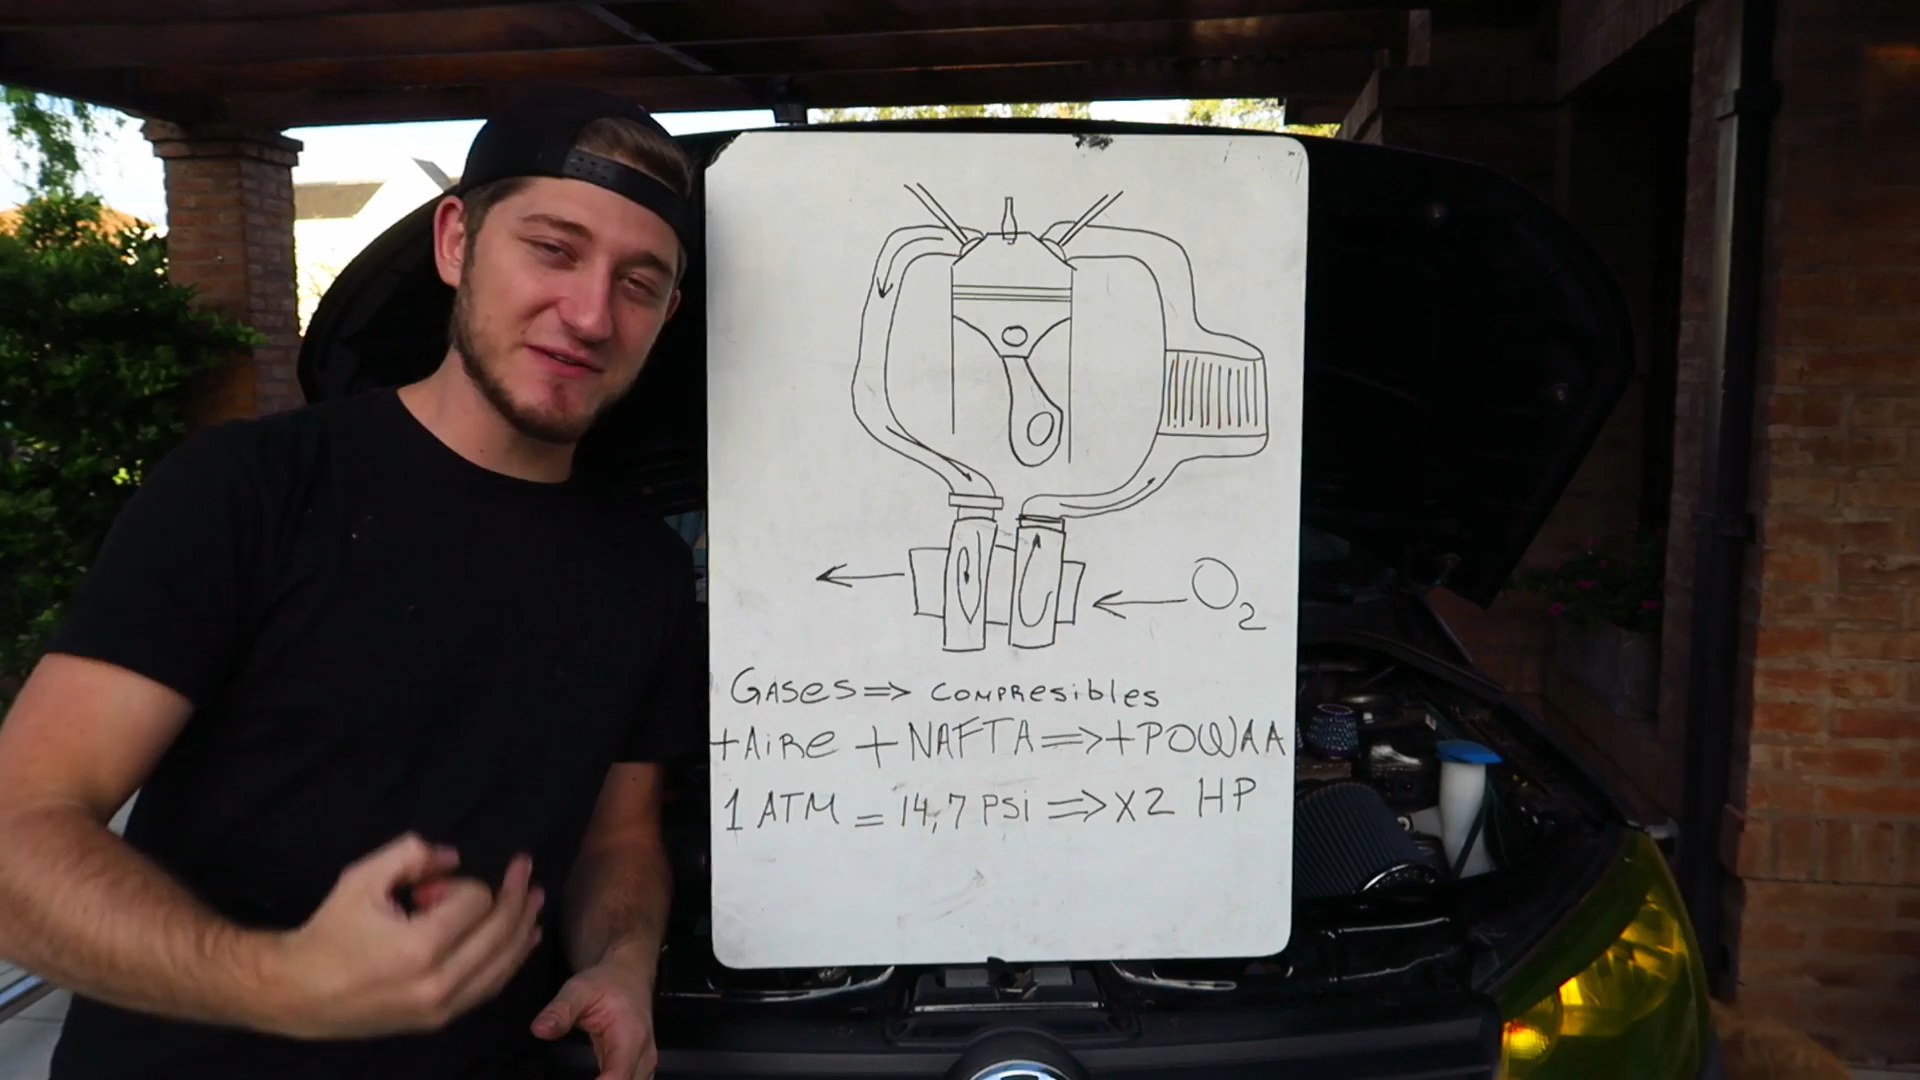 O2
GASeS => COMPResibles
+AiRe +NAFTA=>+POWAA
1 ATM = 14,7 PSi => X2 HP